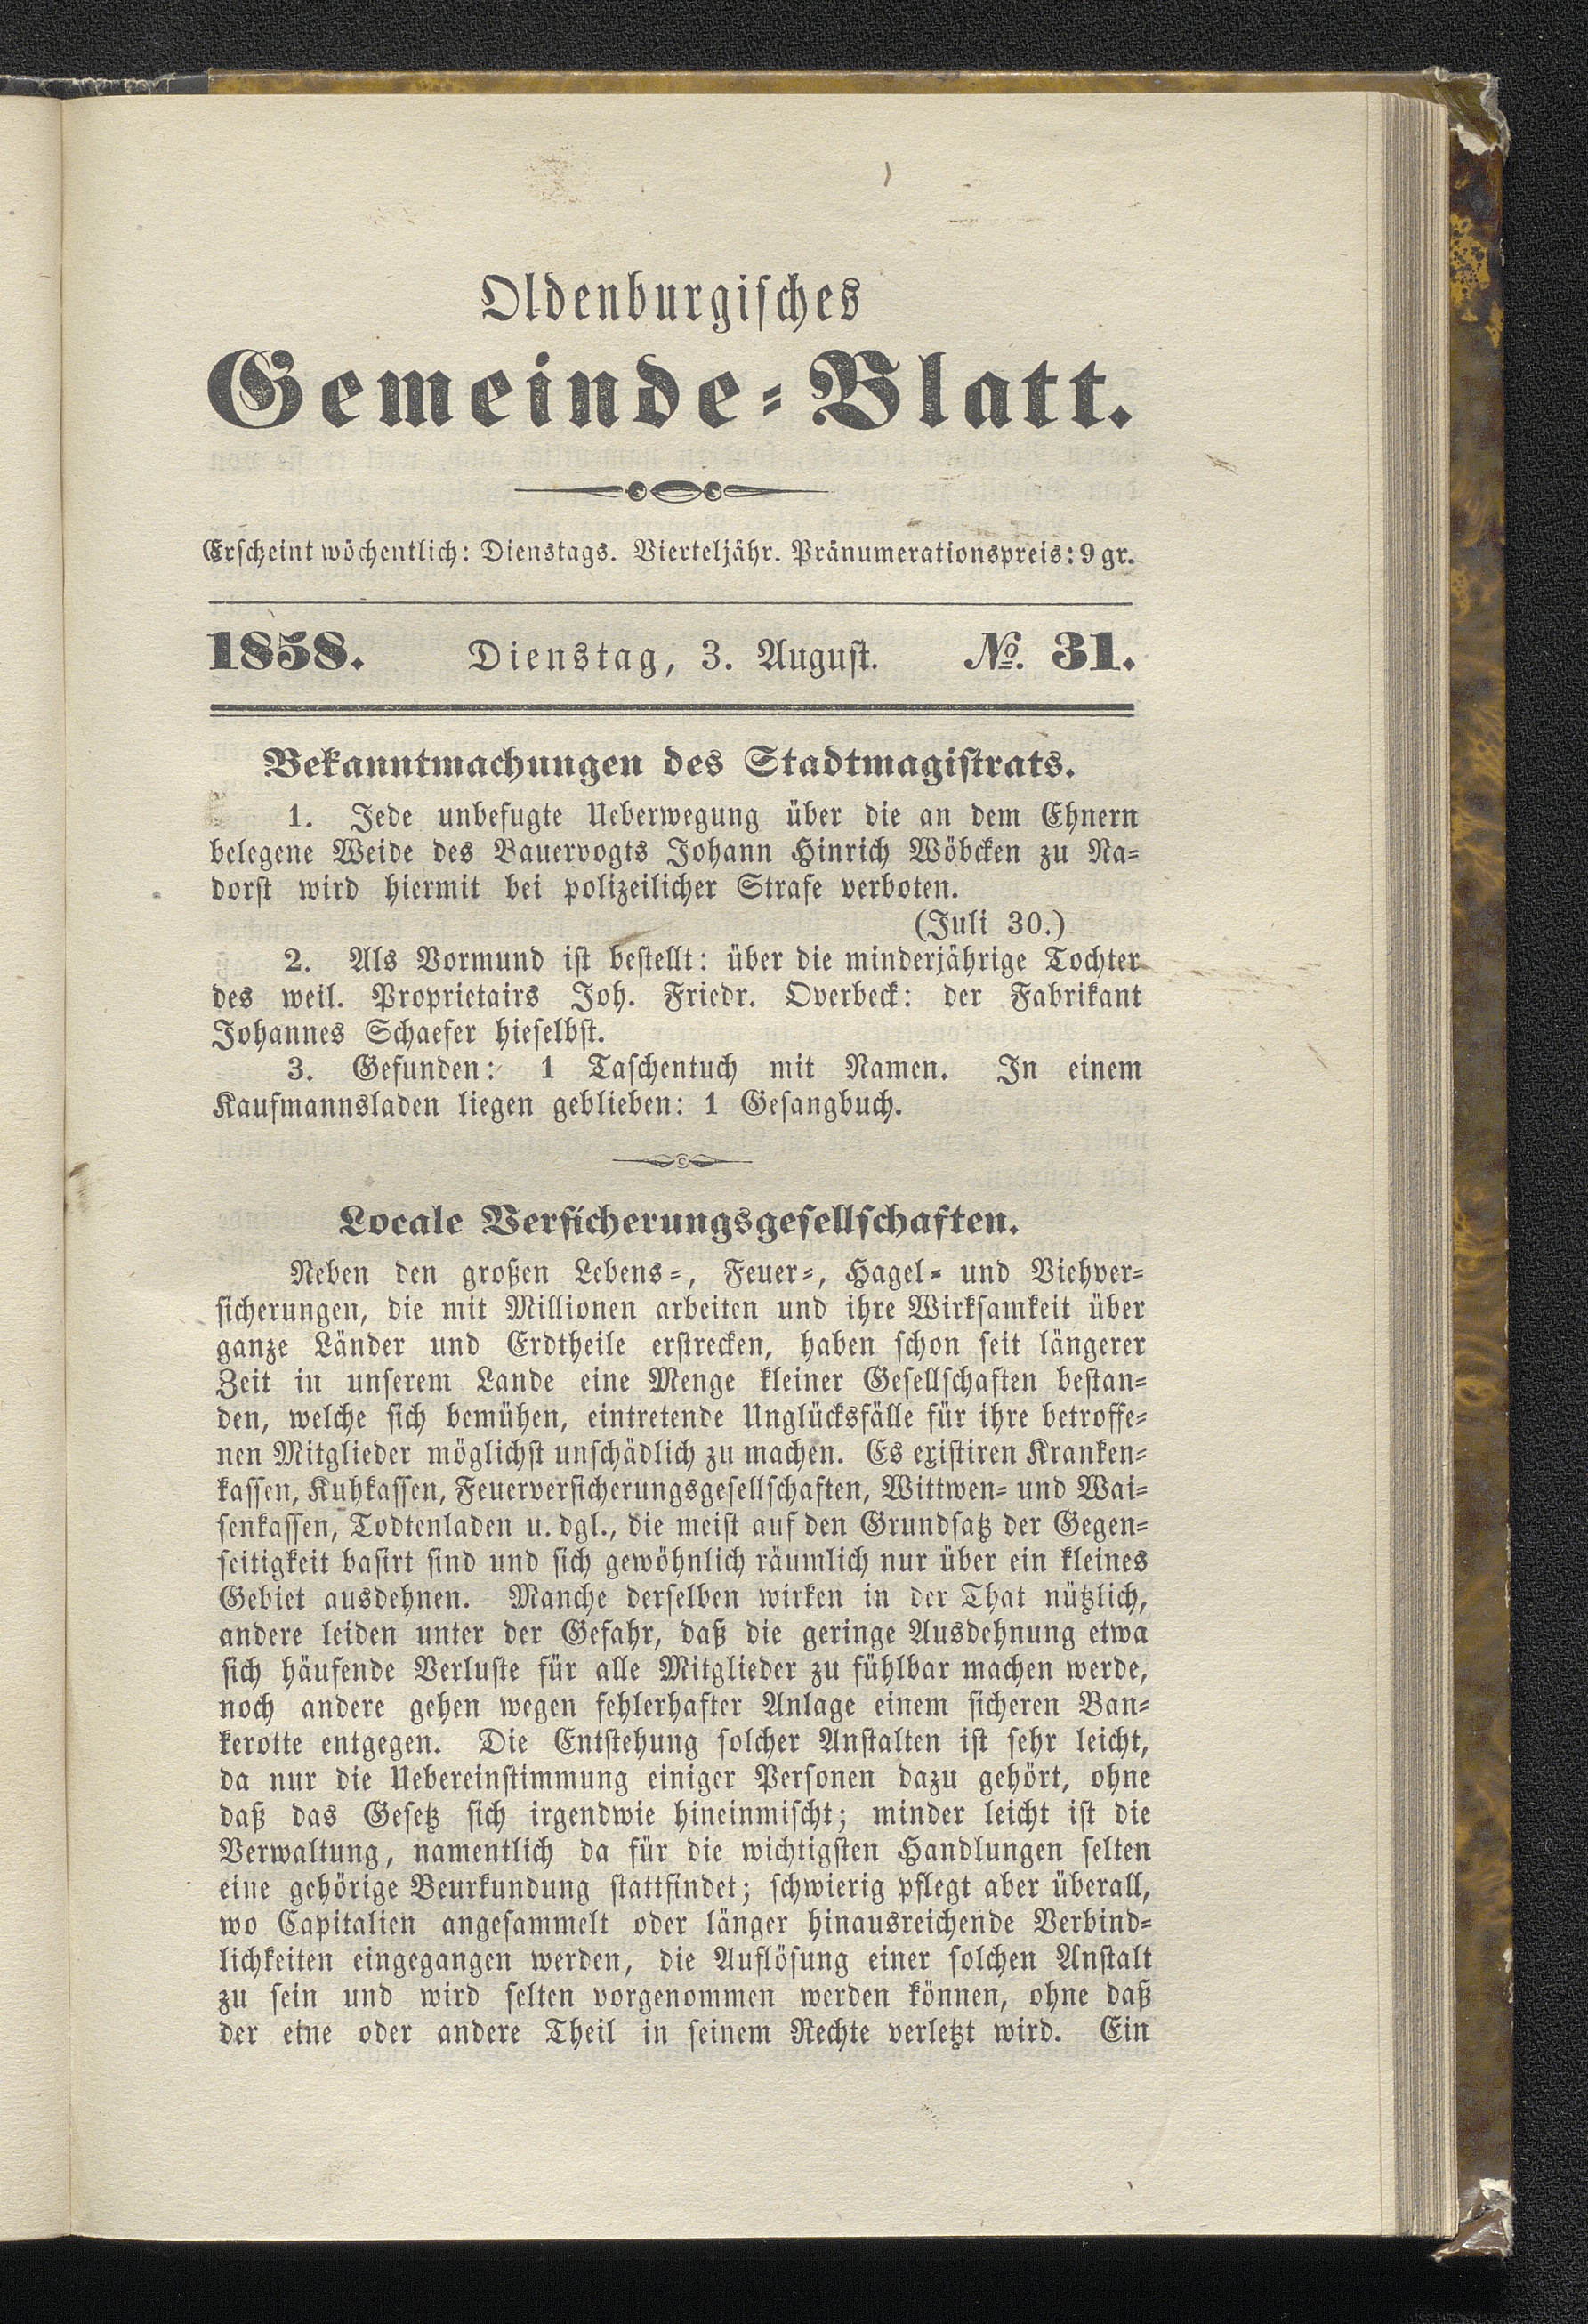 Oldenburgisches
Gemeinde-Blatt.
Erscheint wöchentlich: Dienstags. Vierteljähr. Pränumerationspreis: 9 gr.
1858. Dienstag, 3. August. No. 31.
Bekanntmachungen des Stadtmagistrats.
1. Jede unbefugte Ueberwegung über die an dem Ehnern
belegene Weide des Bauervogts Johann Hinrich Wöbcken zu Na-
dorst wird hiermit bei polizeilicher Strafe verboten.
(Juli 30.)
2. Als Vormund ist bestellt: über die minderjährige Tochter
des weil. Proprietairs Joh. Friedr. Overbeck: der Fabrikant
Johannes Schaefer hieselbst.
3. Gefunden: 1 Taschentuch mit Namen. In einem
Kaufmannsladen liegen geblieben: 1 Gesangbuch.
Locale Versicherungsgesellschaften.
Neben den großen Lebens-, Feuer-, Hagel- und Viehver-
sicherungen, die mit Millionen arbeiten und ihre Wirksamkeit über
ganze Länder und Erdtheile erstrecken, haben schon seit längerer
Zeit in unserem Lande eine Menge kleiner Gesellschaften bestan-
den, welche sich bemühen, eintretende Unglücksfälle für ihre betroffe-
nen Mitglieder möglichst unschädlich zu machen. Es existiren Kranken-
kassen, Kuhkassen, Feuerversicherungsgesellschaften, Wittwen- und Wai-
senkassen, Todtenladen u. dgl., die meist auf den Grundsatz der Gegen-
seitigkeit basirt sind und sich gewöhnlich räumlich nur über ein kleines
Gebiet ausdehnen. Manche derselben wirken in der That nützlich,
andere leiden unter der Gefahr, daß die geringe Ausdehnung etwa
sich häufende Verluste für alle Mitglieder zu fühlbar machen werde,
noch andere gehen wegen fehlerhafter Anlage einem sicheren Ban-
kerotte entgegen. Die Entstehung solcher Anstalten ist sehr leicht,
da nur die Uebereinstimmung einiger Personen dazu gehört, ohne
daß das Gesetz sich irgendwie hineinmischt; minder leicht ist die
Verwaltung, namentlich da für die wichtigsten Handlungen selten
eine gehörige Beurkundung stattfindet; schwierig pflegt aber überall,
wo Capitalien angesammelt oder länger hinausreichende Verbind-
lichkeiten eingegangen werden, die Auflösung einer solchen Anstalt
zu sein und wird selten vorgenommen werden können, ohne daß
der eine oder andere Theil in seinem Rechte verletzt wird. Ein